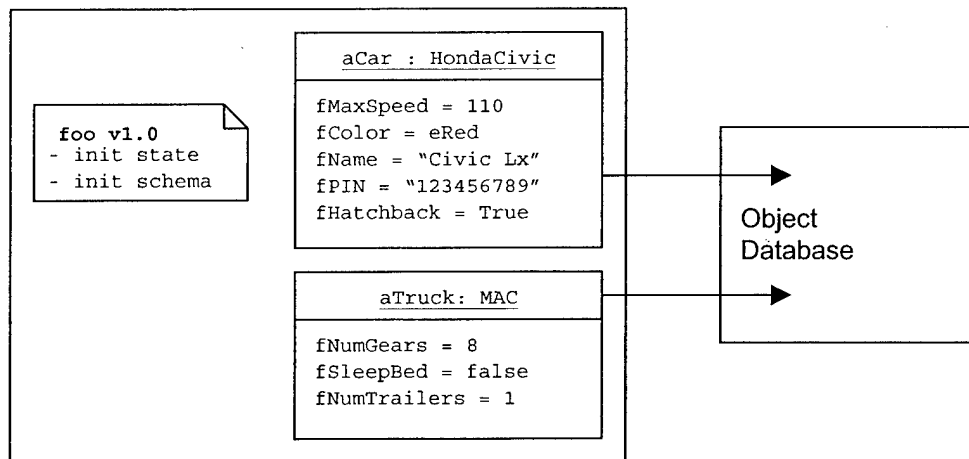 foo v1.0
- init state
- init schema
aCar : HondaCivic
fMaxSpeed = 110
fColor = eRed
fName = “Civic Lx”
fPIN = “123456789”
fHatchback = True
aTruck: MAC
fNumGears = 8
fSleepBed = false
fNumTrailers = 1
Object
Database